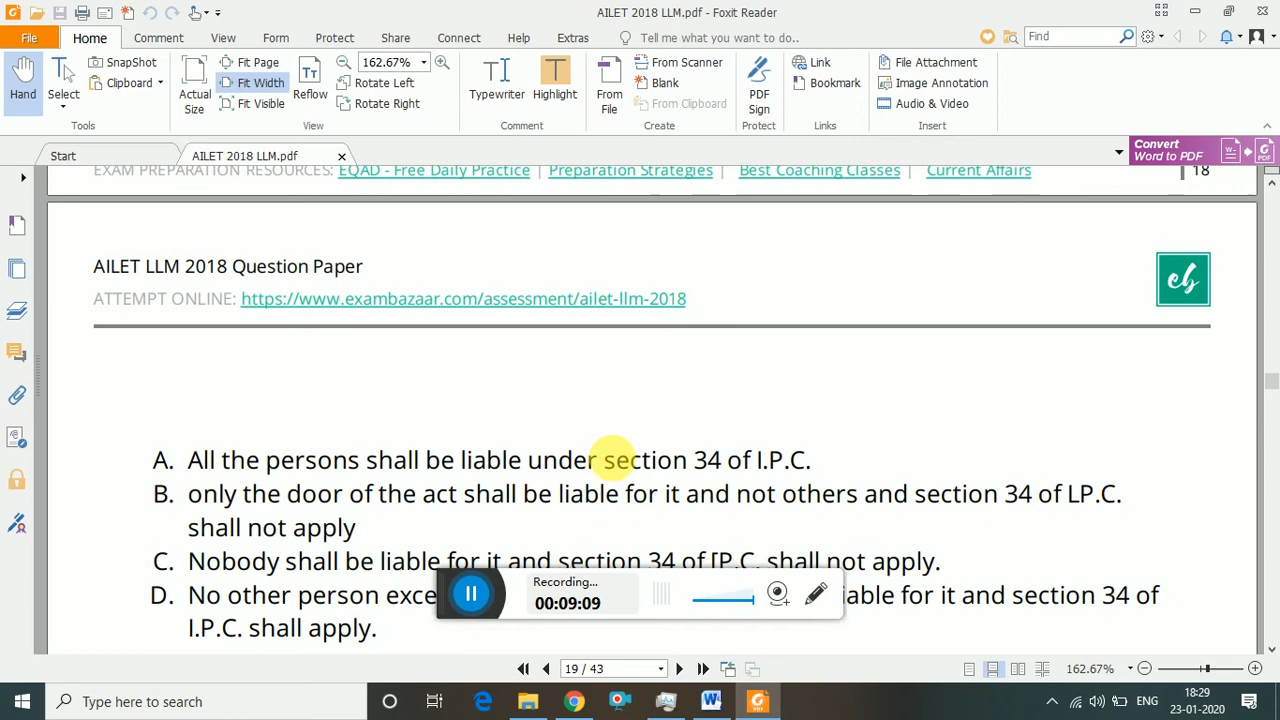 AILET 2018 LLM.pdf - Foxit Reader
File Home Comment View Form Protect Share Connect Help Extras Tell me what you want to do.. Find
Hand
Select
SnapShot
Clipboard
Tools
Actual Size
Fit Page
Fit Width
Fit Visible
Reflow
162.67%
Rotate Left
Rotate Right
View
Typewriter
Highlight
Comment
From File
From Scanner
Blank
From Clipboard
Create
PDF Sign
Protect
Link
Bookmark
Links
File Attachment
Image Annotation
Audio & Video
Insert
Start
AILET 2018 LLM.pdf
Convert
Word to PDF
EXAM PREPARATION RESOURCES: EQAD - Free Daily Practice | Preparation Strategies | Best Coaching Classes | Current Affairs 18
AILET LLM 2018 Question Paper
ATTEMPT ONLINE: https://www.exambazaar.com/assessment/ailet-llm-2018
eb
A. All the persons shall be liable under section 34 of I.P.C.
B. only the door of the act shall be liable for it and not others and section 34 of LP.C.
shall not apply
C. Nobody shall be liable for it and section 34 of [P.C. shall not apply.
D. No other person exce iable for it and section 34 of
I.P.C. shall apply.
Recording...
00:09:09
19 / 43
162.67%
Type here to search
ENG
18:29
23-01-2020